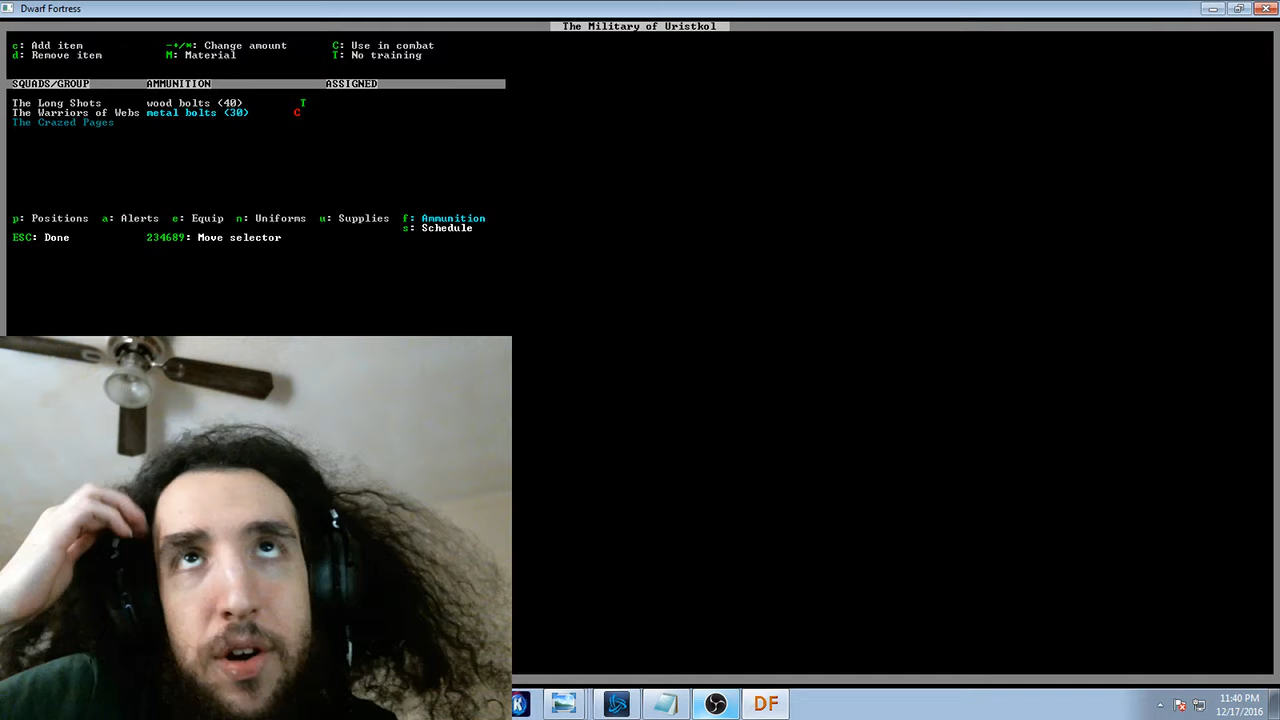 Dwarf Fortress
The Military of Uristkol
c: Add item -+/*: Change amount C: Use in combat
d: Remove item M: Material T: No training
SQUADS/GROUP AMMUNITION ASSIGNED
The Long Shots wood bolts (40) T
The Warriors of Webs metal bolts (30) C
The Crazed Pages
p: Positions a: Alerts e: Equip n: Uniforms u: Supplies f: Ammunition
s: Schedule
ESC: Done 234689: Move selector
K DF
11:40 PM
12/17/2016